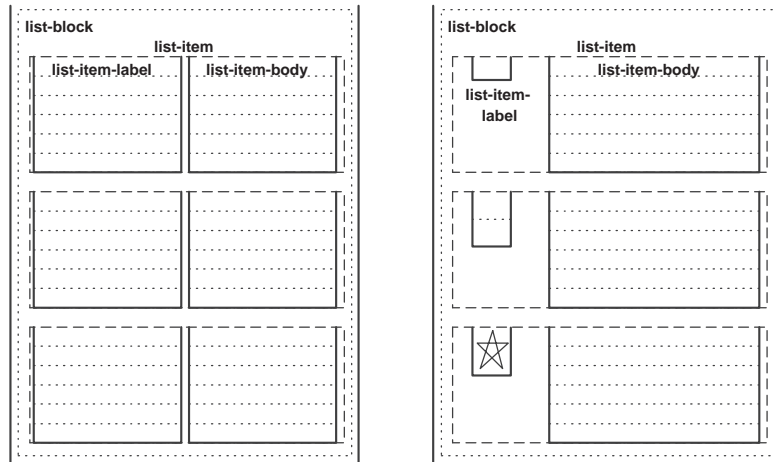 list-block
list-item
list-item-label
list-item-body
list-block
list-item
list-item-body
list-item-
label